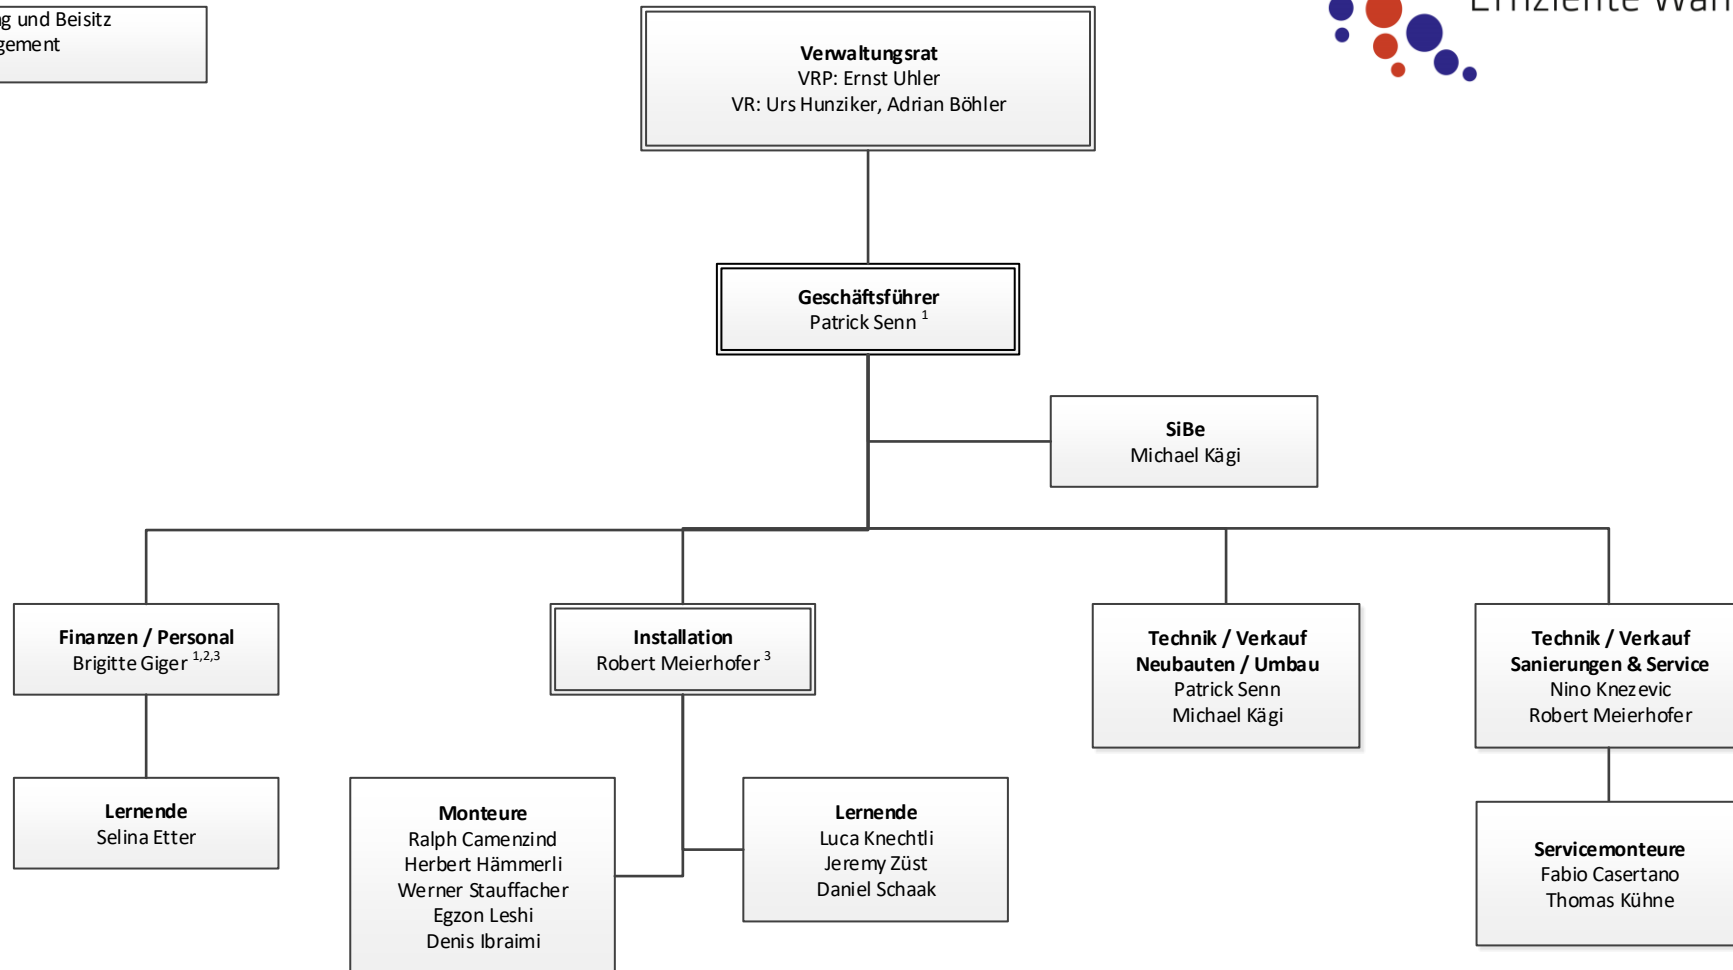 und Beisitz
Effiziente
Verwaltungsrat
VRP: Ernst Uhler
VR: Urs Hunziker, Adrian Böhler
Geschäftsführer
Patrick Senn 1
SiBe
Michael Kägi
Finanzen / Personal
Brigitte Giger 1,2,3
Installation
Robert Meierhofer 3
Technik / Verkauf
Neubauten / Umbau
Patrick Senn
Michael Kägi
Technik / Verkauf
Sanierungen & Service
Nino Knezevic
Robert Meierhofer
Lernende
Selina Etter
Monteure
Ralph Camenzind
Herbert Hämmerli
Werner Stauffacher
Egzon Leshi
Denis Ibraimi
Lernende
Luca Knechtli
Jeremy Züst
Daniel Schaak
Servicemonteure
Fabio Casertano
Thomas Kühne